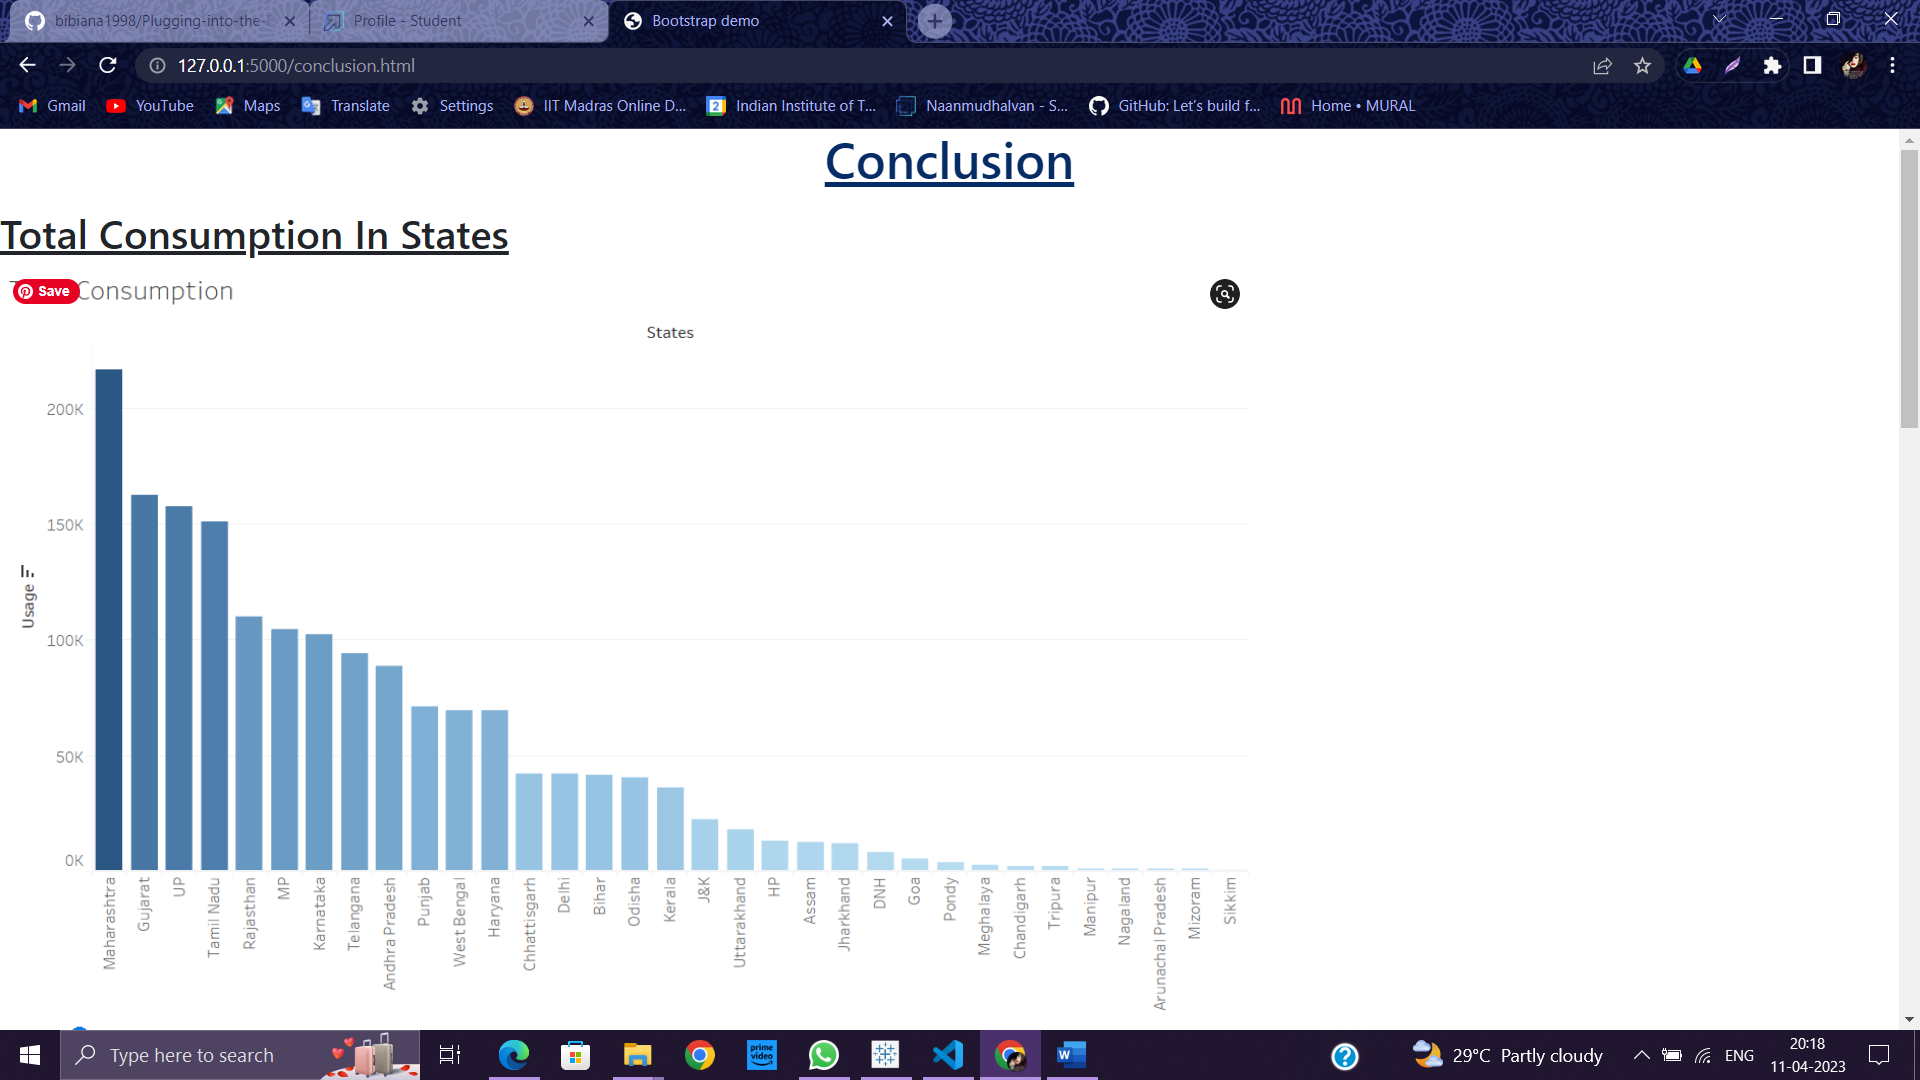 bibiana1998/Plugging-into-the-
Profile - Student
Bootstrap demo
127.0.0.1:5000/conclusion.html
Gmail
YouTube
Maps
Translate
Settings
IIT Madras Online D...
Indian Institute of T...
Naanmudhalvan - S...
GitHub: Let's build f...
Home • MURAL
Conclusion
Total Consumption In States
Save
Consumption
States
200K
150K
100K
50K
0K
Usage
Maharashtra
Gujarat
UP
Tamil Nadu
Rajasthan
MP
Karnataka
Telangana
Andhra Pradesh
Punjab
West Bengal
Haryana
Chhattisgarh
Delhi
Bihar
Odisha
Kerala
J&K
Uttarakhand
HP
Assam
Jharkhand
DNH
Goa
Pondy
Meghalaya
Chandigarh
Tripura
Manipur
Nagaland
Arunachal Pradesh
Mizoram
Sikkim
Type here to search
prime video
29°C Partly cloudy
ENG
20:18
11-04-2023